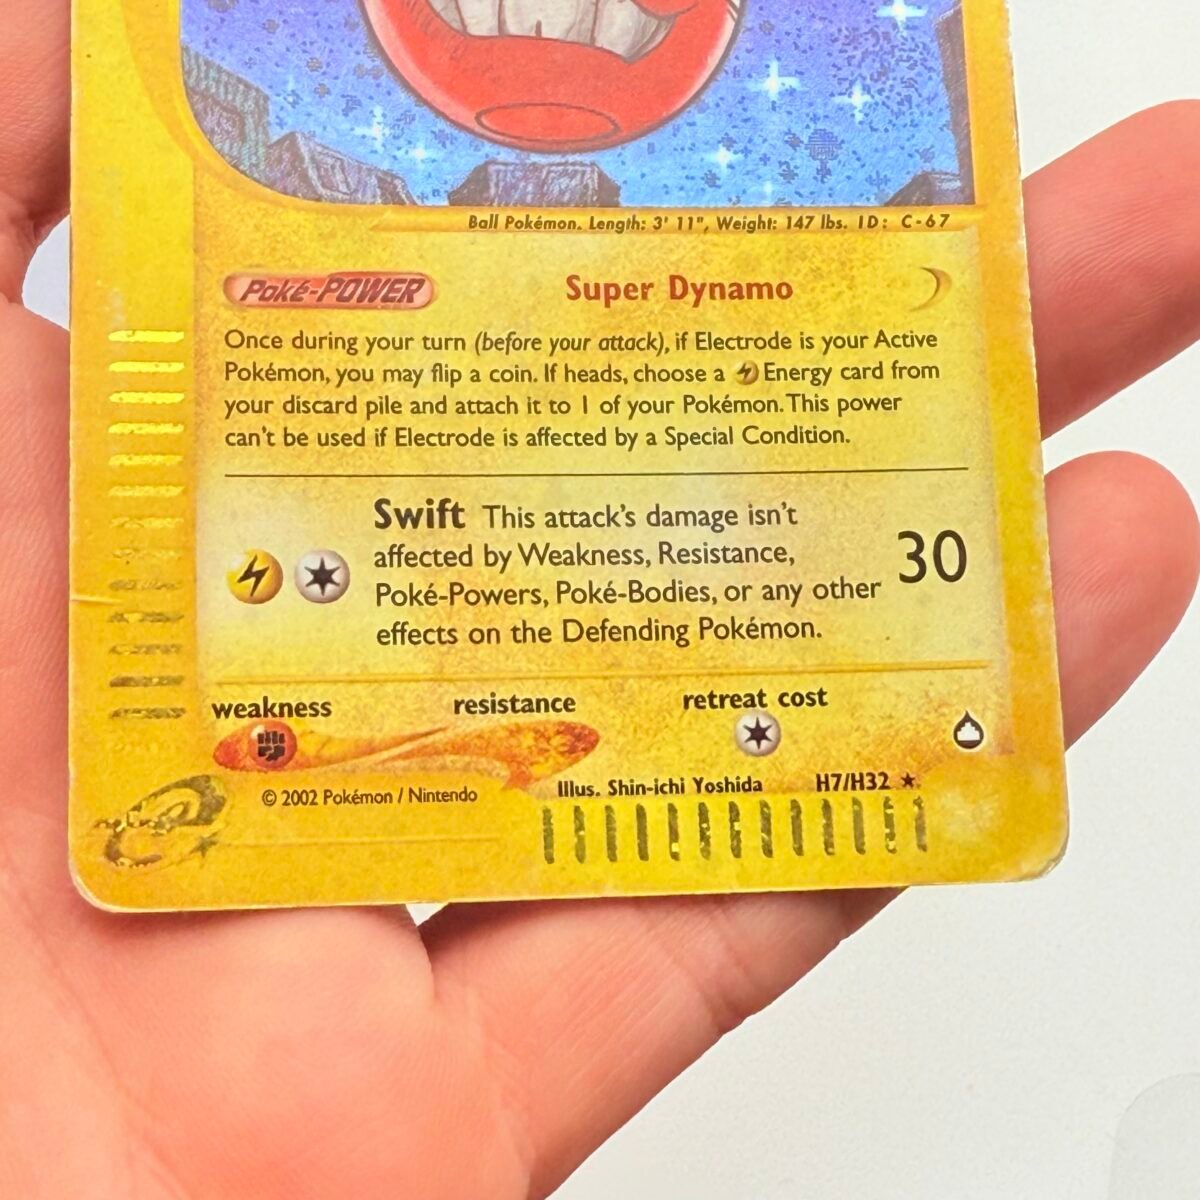 Ball Pokémon. Length: 3' 11", Weight: 147 lbs. ID: C-67
Poké-POWER Super Dynamo
Once during your turn (before your attack), if Electrode is your Active
Pokémon, you may flip a coin. If heads, choose a Energy card from
your discard pile and attach it to 1 of your Pokémon. This power
can't be used if Electrode is affected by a Special Condition.
Swift This attack's damage isn't
affected by Weakness, Resistance,
Poké-Powers, Poké-Bodies, or any other
effects on the Defending Pokémon.
30
weakness resistance retreat cost
Illus. Shin-ichi Yoshida H7/H32 ★
© 2002 Pokémon / Nintendo